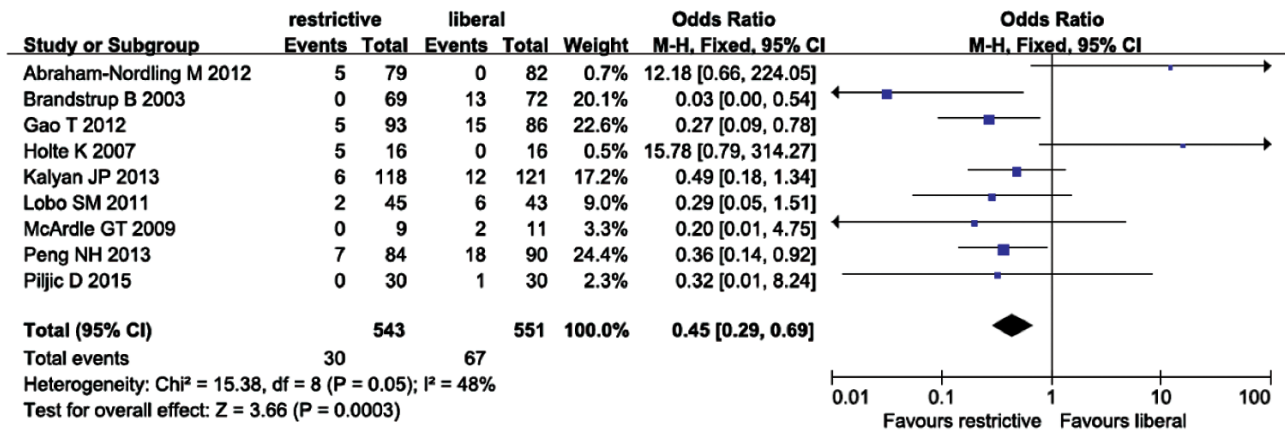 restrictive liberal Odds Ratio Odds Ratio
Study or Subgroup Events Total Events Total Weight M-H, Fixed, 95% CI M-H, Fixed, 95% CI
Abraham-Nordling M 2012 5 79 0 82 0.7% 12.18 [0.66, 224.05]
Brandstrup B 2003 0 69 13 72 20.1% 0.03 [0.00, 0.54]
Gao T 2012 5 93 15 86 22.6% 0.27 [0.09, 0.78]
Holte K 2007 5 16 0 16 0.5% 15.78 [0.79, 314.27]
Kalyan JP 2013 6 118 12 121 17.2% 0.49 [0.18, 1.34]
Lobo SM 2011 2 45 6 43 9.0% 0.29 [0.05, 1.51]
McArdle GT 2009 0 9 2 11 3.3% 0.20 [0.01, 4.75]
Peng NH 2013 7 84 18 90 24.4% 0.36 [0.14, 0.92]
Piljic D 2015 0 30 1 30 2.3% 0.32 [0.01, 8.24]
Total (95% CI) 543 551 100.0% 0.45 [0.29, 0.69]
Total events 30 67
Heterogeneity: Chi² = 15.38, df = 8 (P = 0.05); I² = 48%
Test for overall effect: Z = 3.66 (P = 0.0003)
0.01 0.1 1 10 100
Favours restrictive Favours liberal